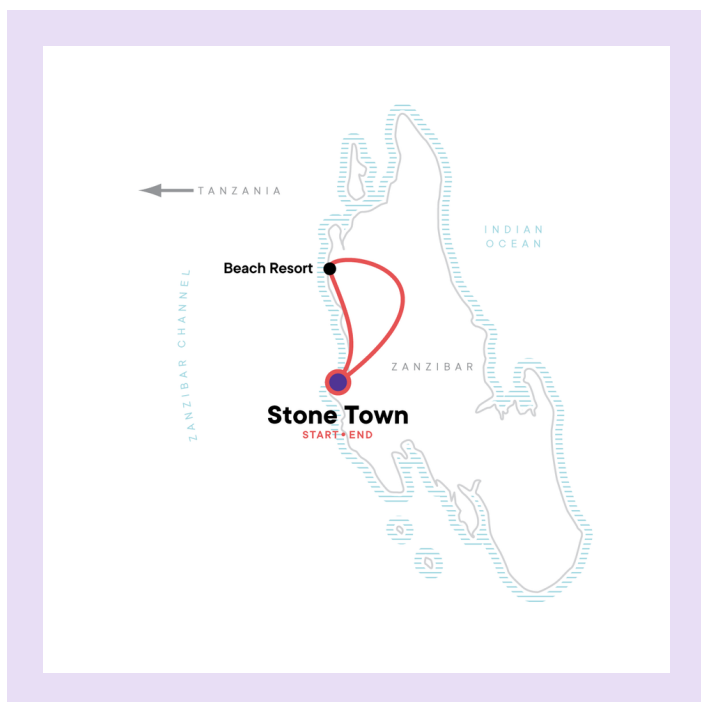 TANZANIA
INDIAN
OCEAN
Beach Resort
ZANZIBAR CHANNEL
ZANZIBAR
Stone Town
START•END